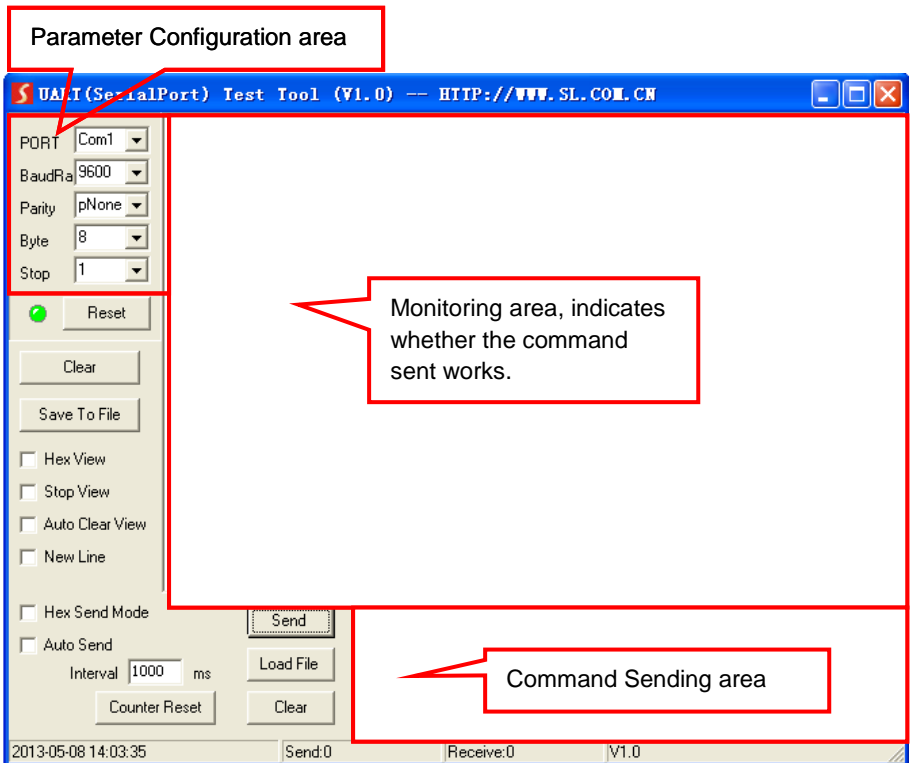 Parameter Configuration area
UART(SerialPort) Test Tool (V1.0) -- HTTP://WWW.SL.COM.CN
PORT Com1
BaudRa 9600
Parity pNone
Byte 8
Stop 1
Reset
Monitoring area, indicates
whether the command
sent works.
Clear
Save To File
Hex View
Stop View
Auto Clear View
New Line
Hex Send Mode
Send
Auto Send
Interval 1000 ms
Load File
Command Sending area
Counter Reset
Clear
2013-05-08 14:03:35 Send:0 Receive:0 V1.0